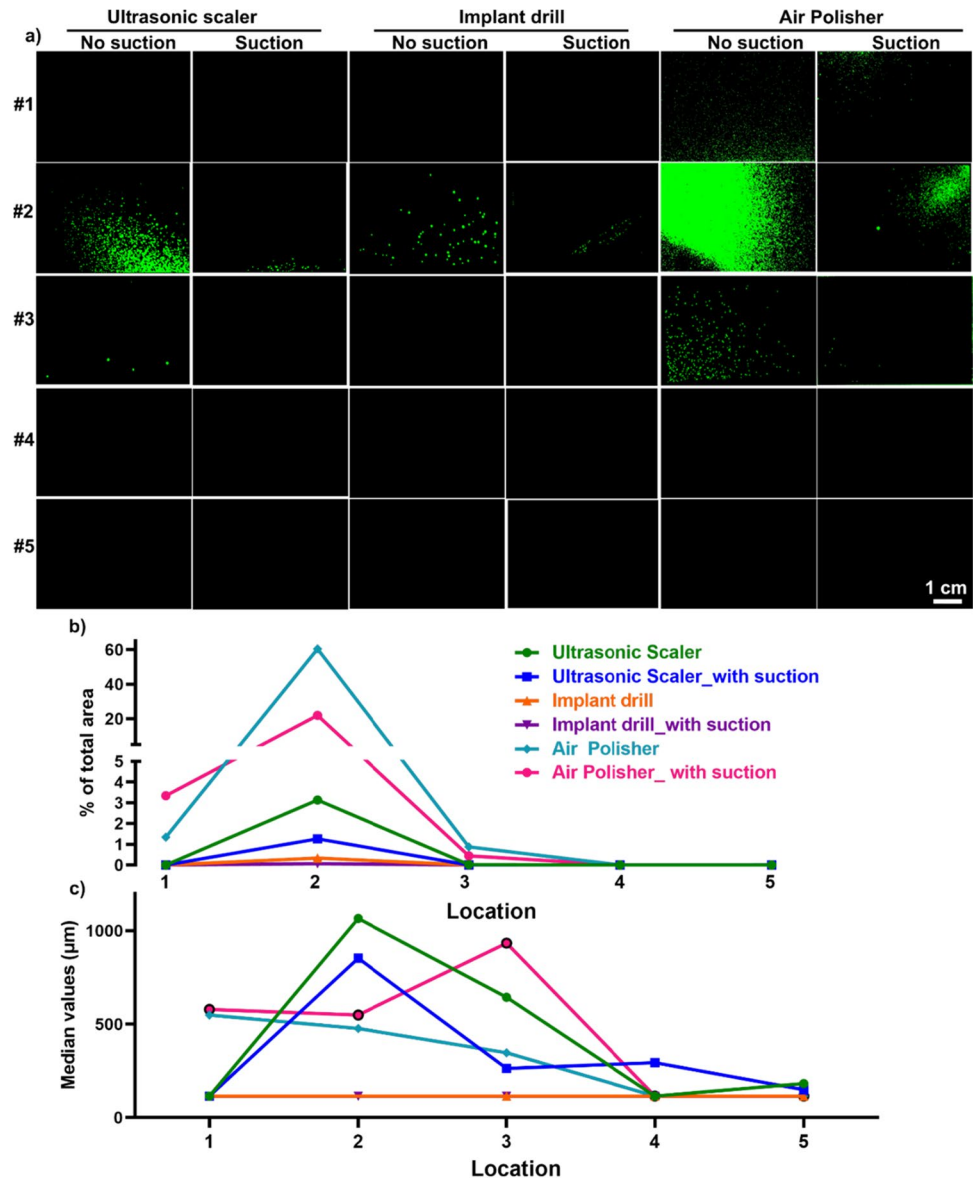 Ultrasonic scaler Implant drill Air Polisher
a) No suction Suction No suction Suction No suction Suction
#1
#2
#3
#4
#5
1 cm
b)
60
40
20
5
4
3
2
1
0
% of total area
Ultrasonic Scaler
Ultrasonic Scaler_with suction
Implant drill
Implant drill_with suction
Air Polisher
Air Polisher_ with suction
1 2 3 4 5
Location
c)
1000
500
0
Median values (µm)
1 2 3 4 5
Location